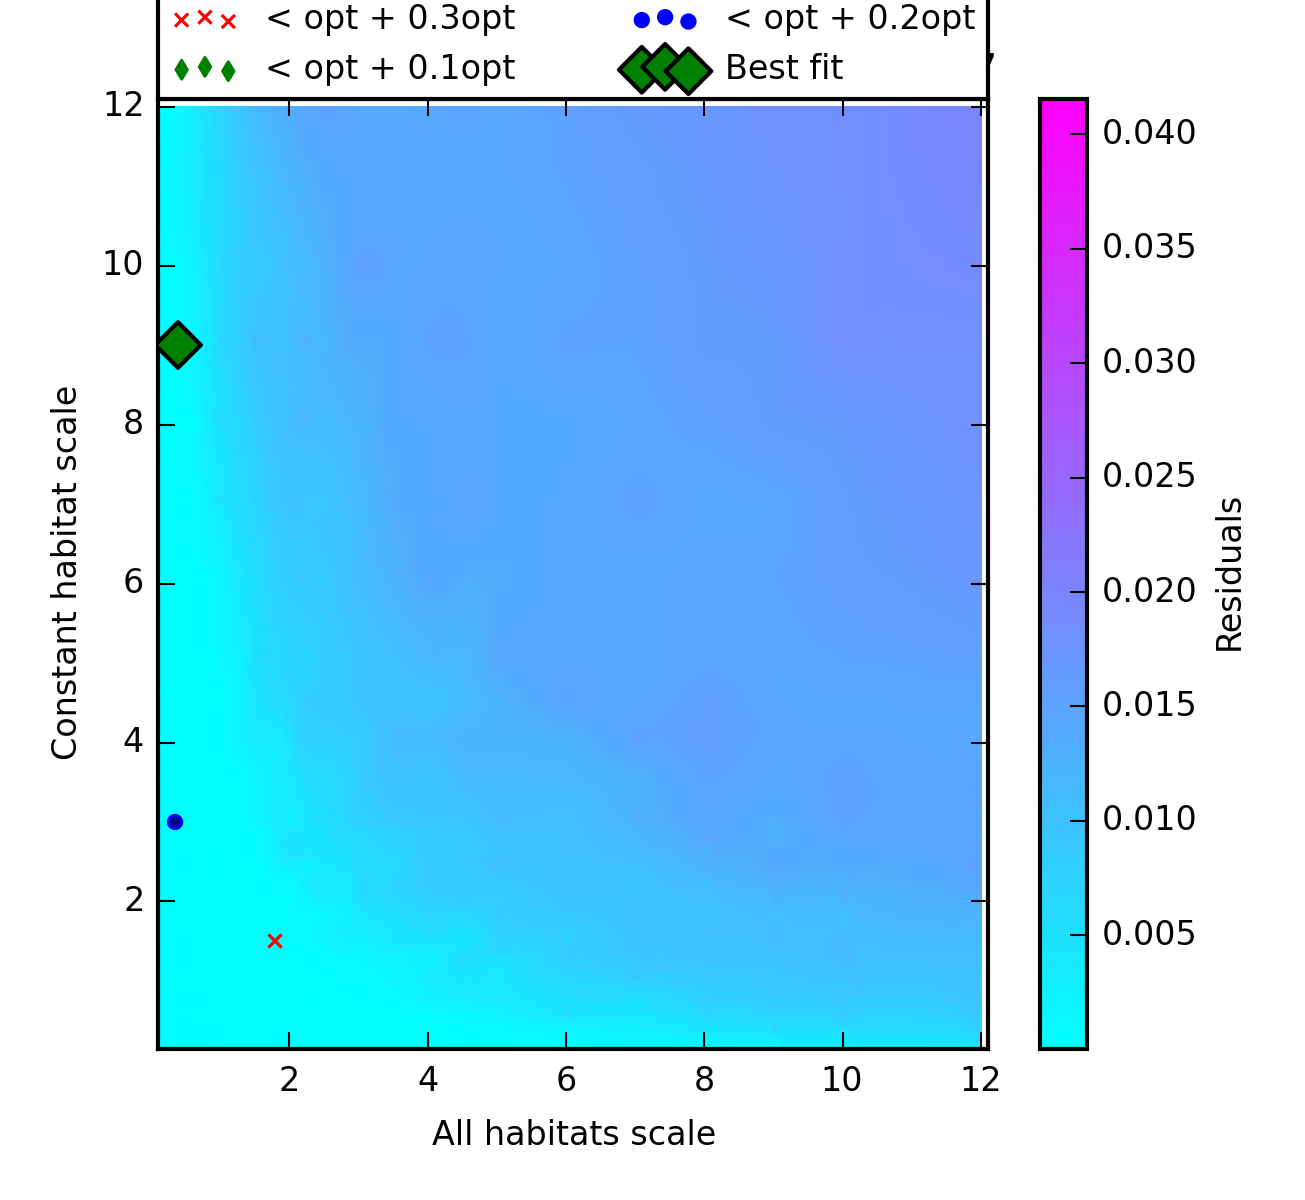 < opt + 0.3opt
< opt + 0.2opt
< opt + 0.1opt
Best fit
12
10
8
6
4
2
Constant habitat scale
2
4
6
8
10
12
All habitats scale
0.040
0.035
0.030
0.025
0.020
0.015
0.010
0.005
Residuals